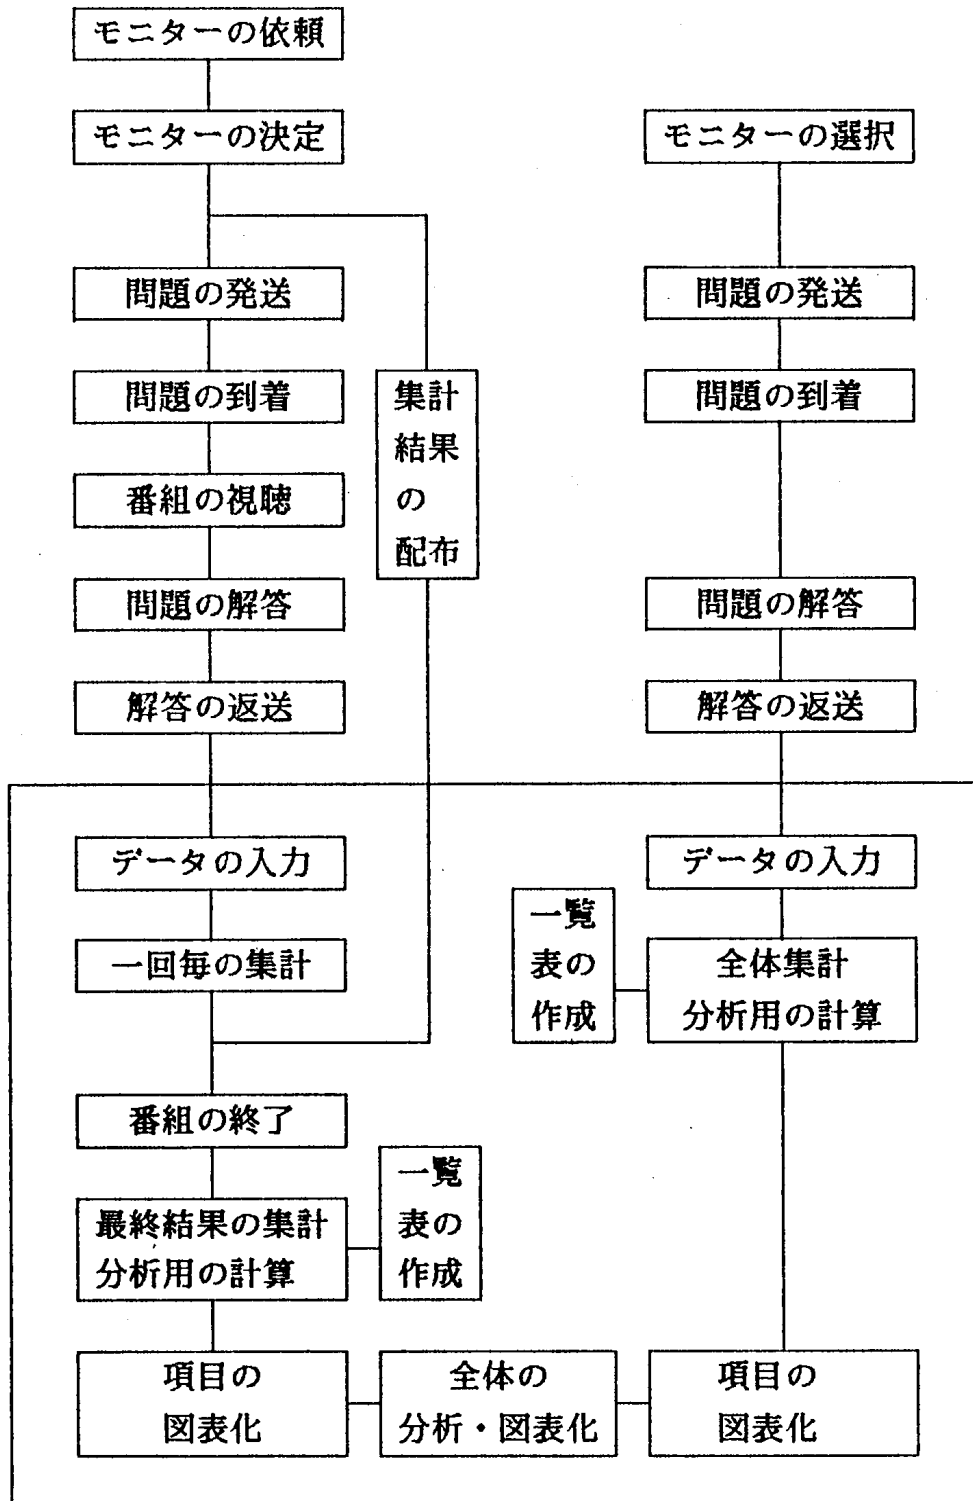 モニターの依頼
モニターの決定
問題の発送
問題の到着
番組の視聴
問題の解答
解答の返送
集計
結果
の
配布
データの入力
一回毎の集計
番組の終了
最終結果の集計
分析用の計算
一覧
表の
作成
項目の
図表化
全体の
分析・図表化
モニターの選択
問題の発送
問題の到着
問題の解答
解答の返送
データの入力
一覧
表の
作成
全体集計
分析用の計算
項目の
図表化